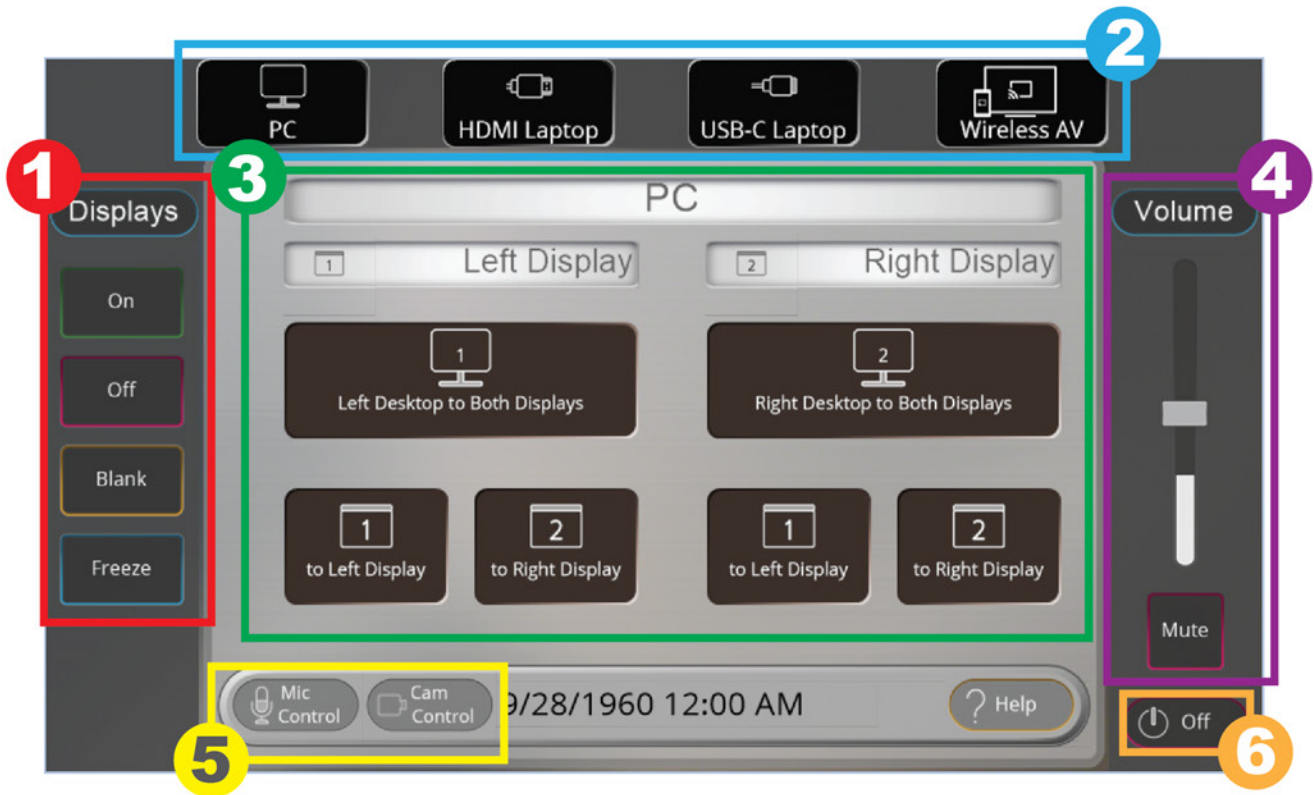 2
PC
HDMI Laptop
USB-C Laptop
Wireless AV
1
Displays
On
Off
Blank
Freeze
3
PC
1 Left Display
2 Right Display
1
Left Desktop to Both Displays
2
Right Desktop to Both Displays
1
to Left Display
2
to Right Display
1
to Left Display
2
to Right Display
4
Volume
Mute
5
Mic
Control
Cam
Control
9/28/1960 12:00 AM
? Help
6
Off